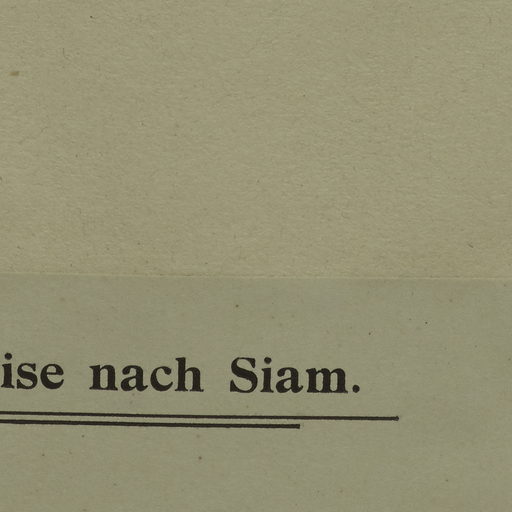 ise nach Siam.